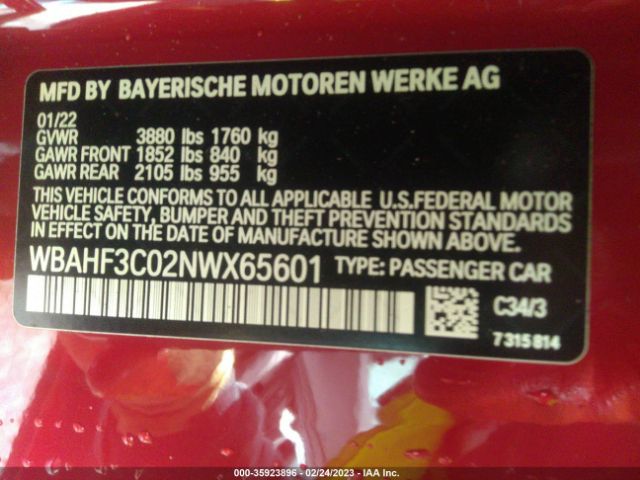 MFD BY BAYERISCHE MOTOREN WERKE AG
01/22
GVWR 3880 lbs 1760 kg
GAWR FRONT 1852 lbs 840 kg
GAWR REAR 2105 lbs 955 kg
THIS VEHICLE CONFORMS TO ALL APPLICABLE U.S.FEDERAL MOTOR
VEHICLE SAFETY, BUMPER AND THEFT PREVENTION STANDARDS
IN EFFECT ON THE DATE OF MANUFACTURE SHOWN ABOVE.
WBAHF3C02NWX65601 TYPE: PASSENGER CAR
C34/3
7315814
000-35923896 - 02/24/2023 - IAA Inc.